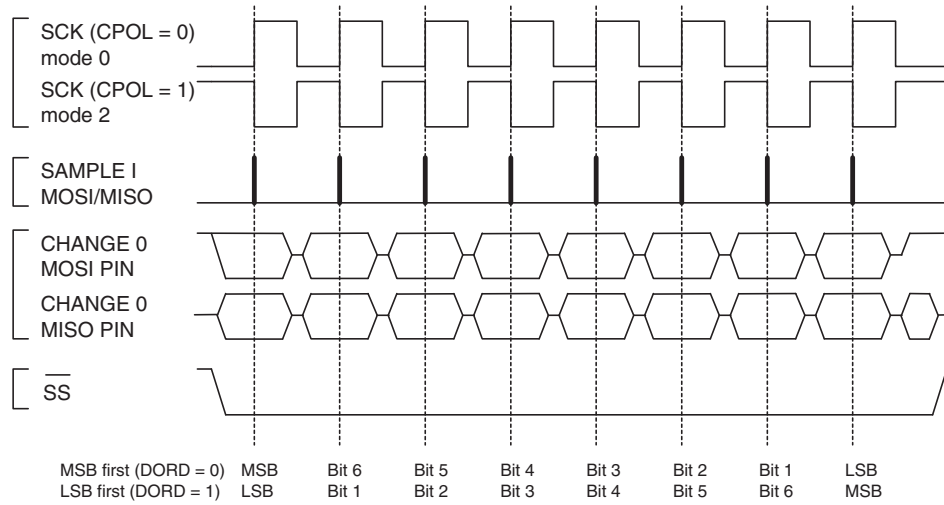 SCK (CPOL = 0)
mode 0
SCK (CPOL = 1)
mode 2
SAMPLE I
MOSI/MISO
CHANGE 0
MOSI PIN
CHANGE 0
MISO PIN
SS
MSB first (DORD = 0) MSB Bit 6 Bit 5 Bit 4 Bit 3 Bit 2 Bit 1 LSB
LSB first (DORD = 1) LSB Bit 1 Bit 2 Bit 3 Bit 4 Bit 5 Bit 6 MSB